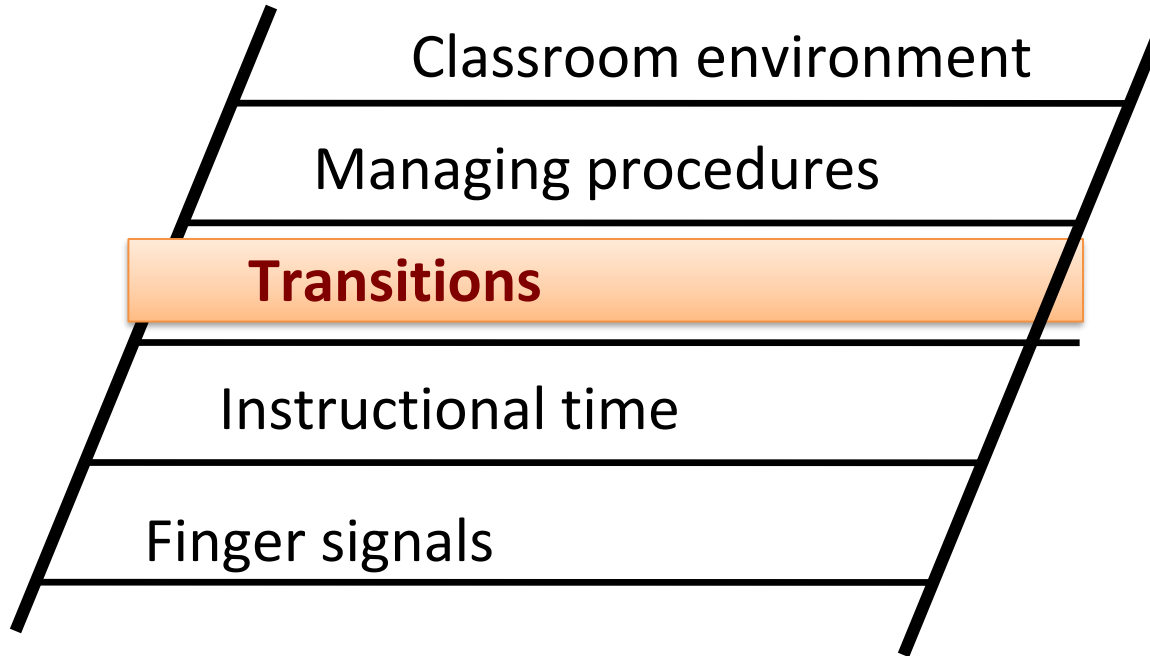 Classroom environment
Managing procedures
Transitions
Instructional time
Finger signals